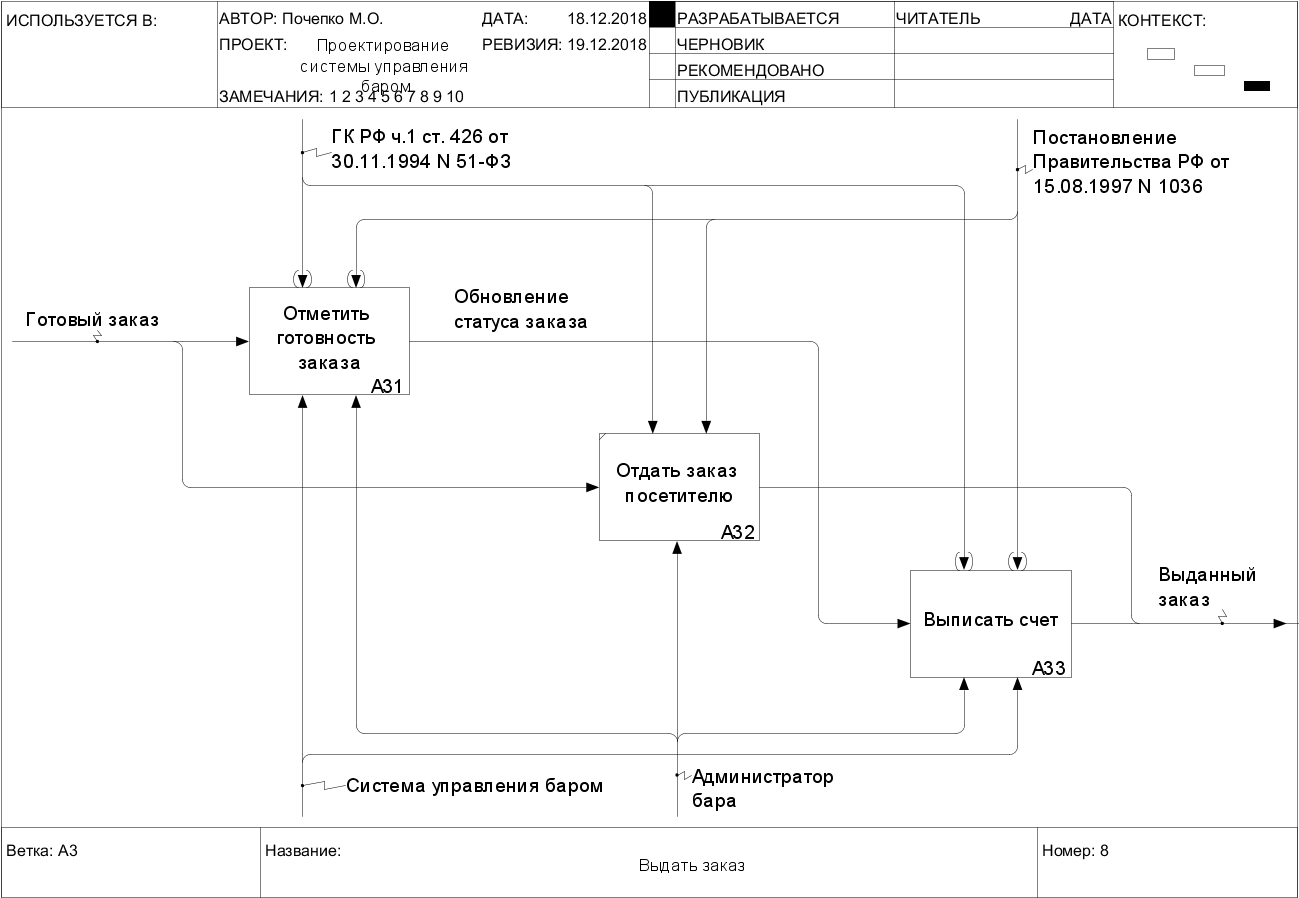 ИСПОЛЬЗУЕТСЯ В:
АВТОР: Почепко М.О.
ДАТА: 18.12.2018
ПРОЕКТ: Проектирование
системы управления
баром
РЕВИЗИЯ: 19.12.2018
ЗАМЕЧАНИЯ: 1 2 3 4 5 6 7 8 9 10
РАЗРАБАТЫВАЕТСЯ
ЧЕРНОВИК
РЕКОМЕНДОВАНО
ПУБЛИКАЦИЯ
ЧИТАТЕЛЬ ДАТА
КОНТЕКСТ:
ГК РФ ч.1 ст. 426 от
30.11.1994 N 51-ФЗ
Постановление
Правительства РФ от
15.08.1997 N 1036
Готовый заказ
Отметить
готовность
заказа
А31
Обновление
статуса заказа
Отдать заказ
посетителю
А32
Выписать счет
А33
Выданный
заказ
Система управления баром
Администратор
бара
Ветка: А3
Название:
Выдать заказ
Номер: 8